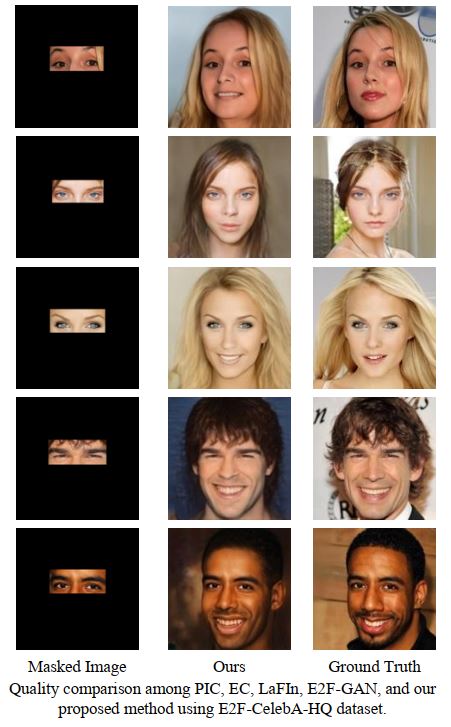 Masked Image
Ours
Ground Truth
Quality comparison among PIC, EC, LaFIn, E2F-GAN, and our
proposed method using E2F-CelebA-HQ dataset.